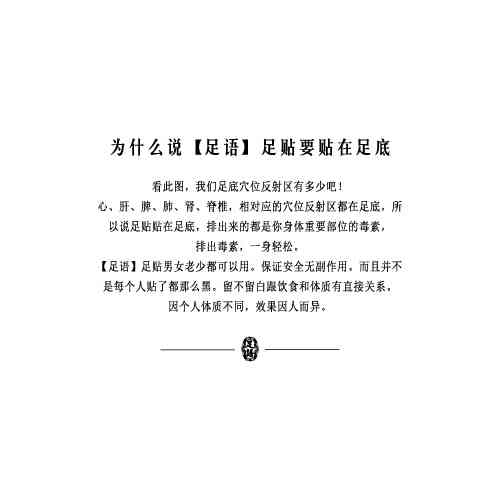 为什么说【足语】足贴要贴在足底
看此图，我们足底穴位反射区有多少吧！
心、肝、脾、肺、肾、脊椎，相对应的穴位反射区都在足底，所
以说足贴贴在足底，排出来的都是你身体重要部位的毒素，
排出毒素，一身轻松。
【足语】足贴男女老少都可以用。保证安全无副作用。而且并不
是每个人贴了都那么黑。留不留白跟饮食和体质有直接关系。
因个人体质不同，效果因人而异。